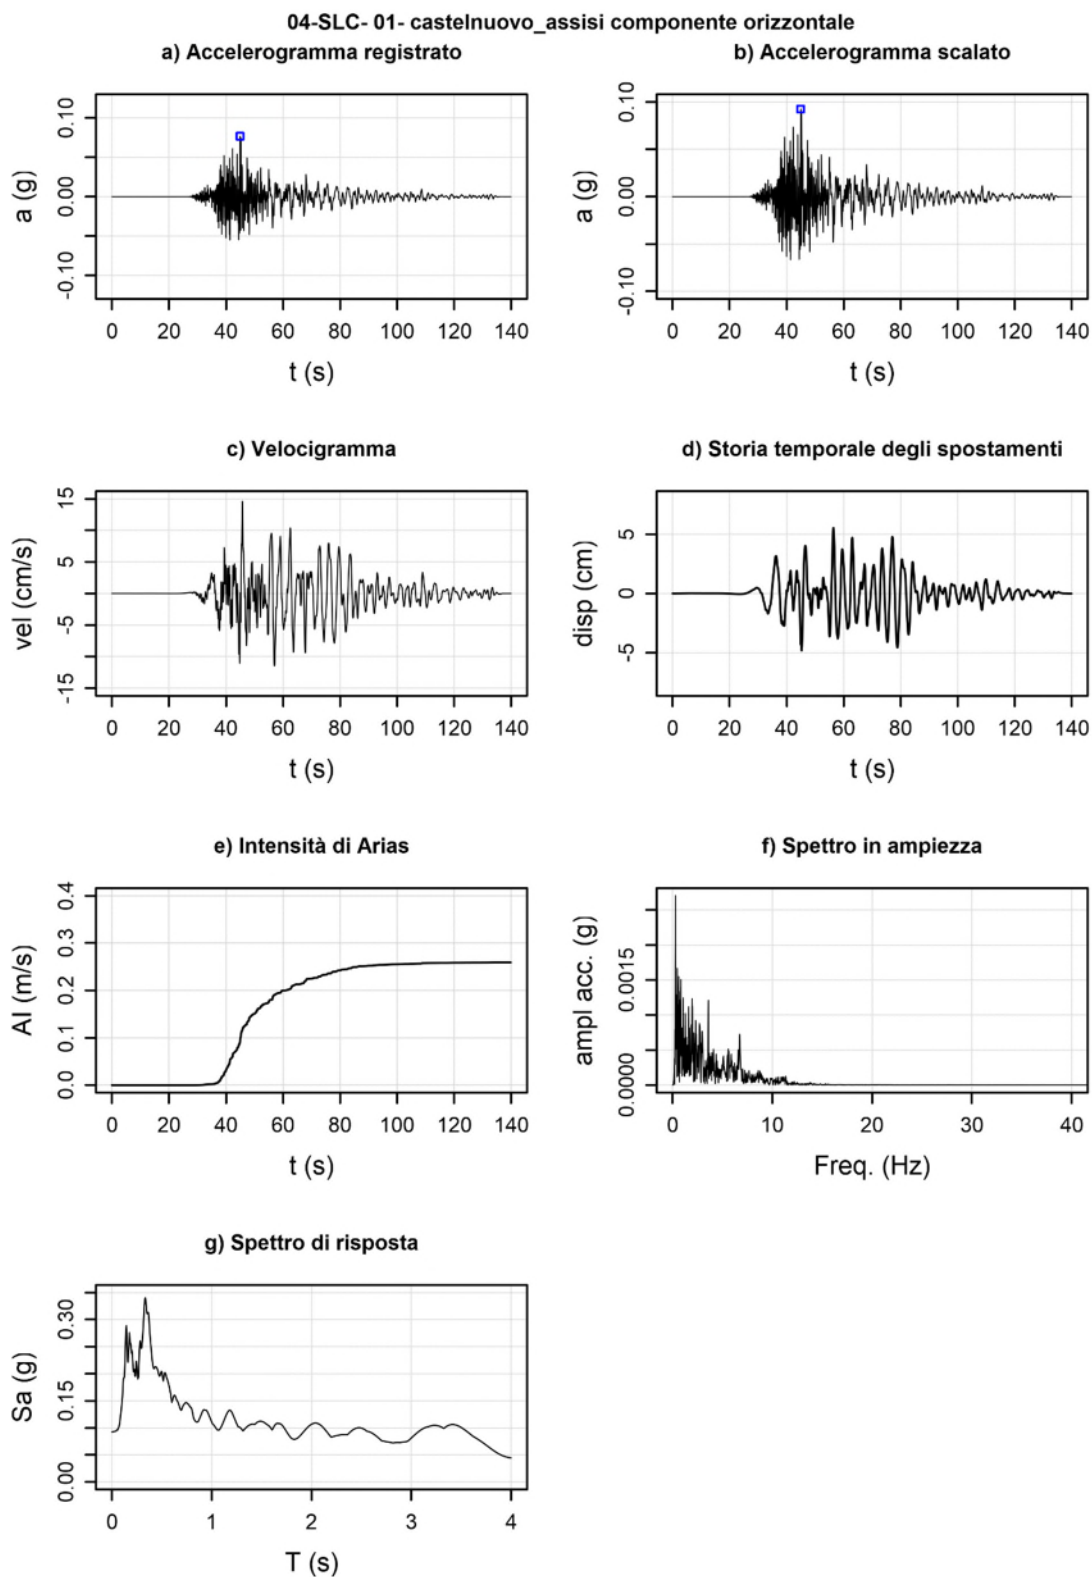 04-SLC- 01- castelnuovo_assisi componente orizzontale
a) Accelerogramma registrato
a (g)
0.10
0.00
-0.10
0 20 40 60 80 100 120 140
t (s)
b) Accelerogramma scalato
a (g)
0.10
0.00
-0.10
0 20 40 60 80 100 120 140
t (s)
c) Velocigramma
vel (cm/s)
15
5
-5
-15
0 20 40 60 80 100 120 140
t (s)
d) Storia temporale degli spostamenti
disp (cm)
5
0
-5
0 20 40 60 80 100 120 140
t (s)
e) Intensità di Arias
AI (m/s)
0.4
0.3
0.2
0.1
0.0
0 20 40 60 80 100 120 140
t (s)
f) Spettro in ampiezza
ampl acc. (g)
0.0015
0.0000
0 10 20 30 40
Freq. (Hz)
g) Spettro di risposta
Sa (g)
0.30
0.15
0.00
0 1 2 3 4
T (s)